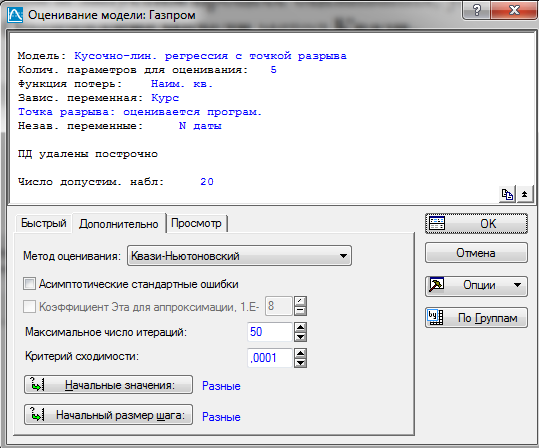 Оценивание модели: Газпром
Модель: Кусочно-лин. регрессия с точкой разрыва
Колич. параметров для оценивания: 5
Функция потерь: Наим. кв.
Завис. переменная: Курс
Точка разрыва: оценивается програм.
Незав. переменные: N даты
ПД удалены построчно
Число допустим. набл: 20
Быстрый Дополнительно Просмотр
Метод оценивания: Квази-Ньютоновский
Асимптотические стандартные ошибки
Коэффициент Эта для аппроксимации, 1.E- 8
Максимальное число итераций: 50
Критерий сходимости: ,0001
Начальные значения: Разные
Начальный размер шага: Разные
OK
Отмена
Опции
По Группам